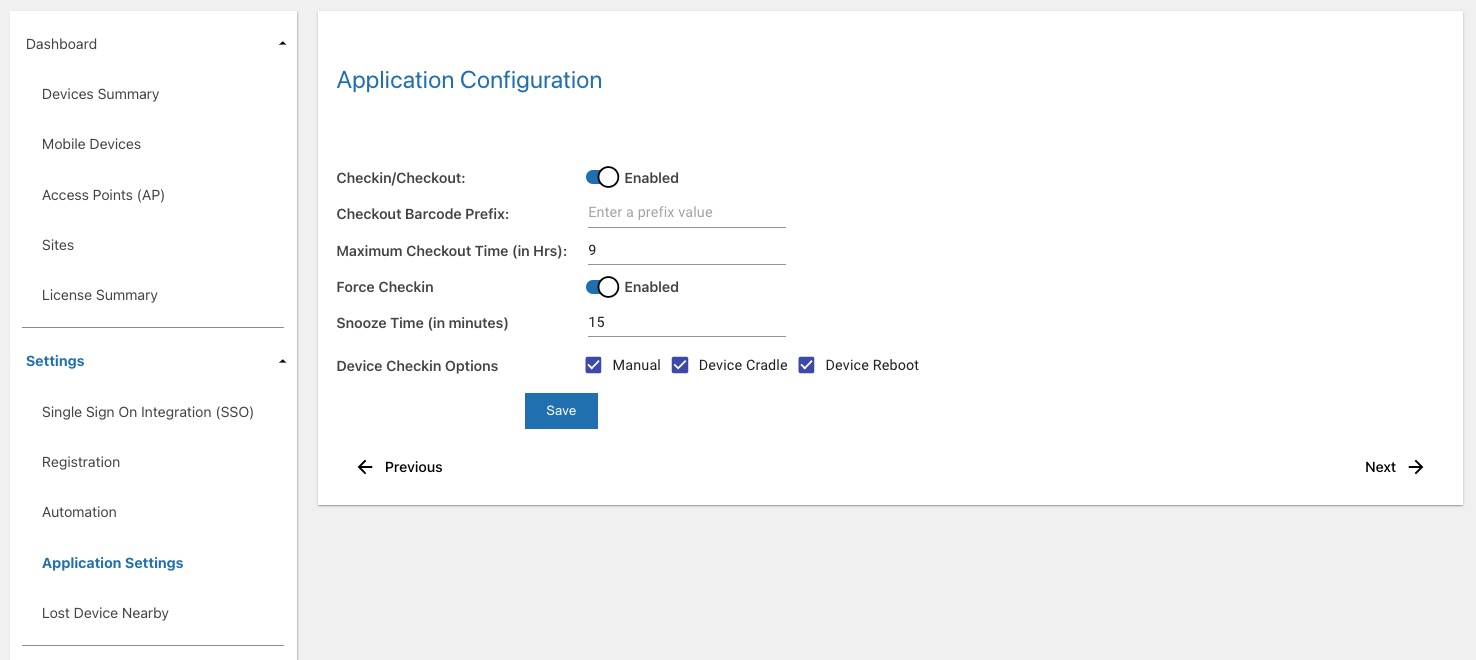 Dashboard
Devices Summary
Mobile Devices
Access Points (AP)
Sites
License Summary
Settings
Single Sign On Integration (SSO)
Registration
Automation
Application Settings
Lost Device Nearby
Application Configuration
Checkin/Checkout: Enabled
Checkout Barcode Prefix: Enter a prefix value
Maximum Checkout Time (in Hrs): 9
Force Checkin Enabled
Snooze Time (in minutes) 15
Device Checkin Options Manual Device Cradle Device Reboot
Save
Previous Next